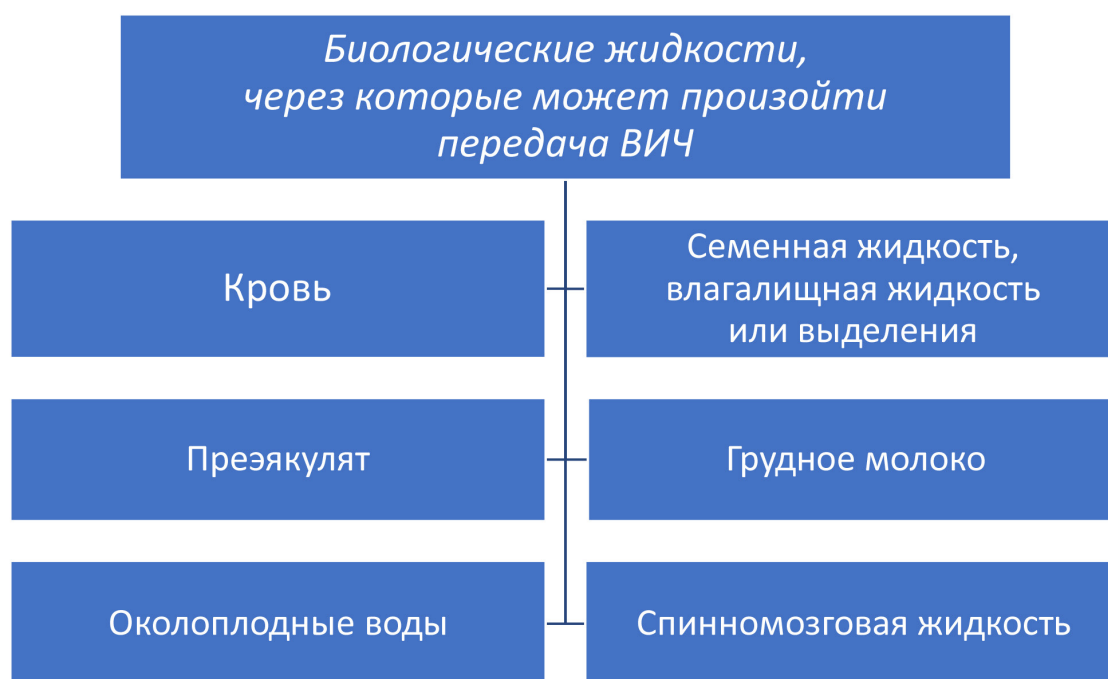 Биологические жидкости,
через которые может произойти
передача ВИЧ
Кровь
Семенная жидкость,
влагалищная жидкость
или выделения
Преэякулят
Грудное молоко
Околоплодные воды
Спинномозговая жидкость